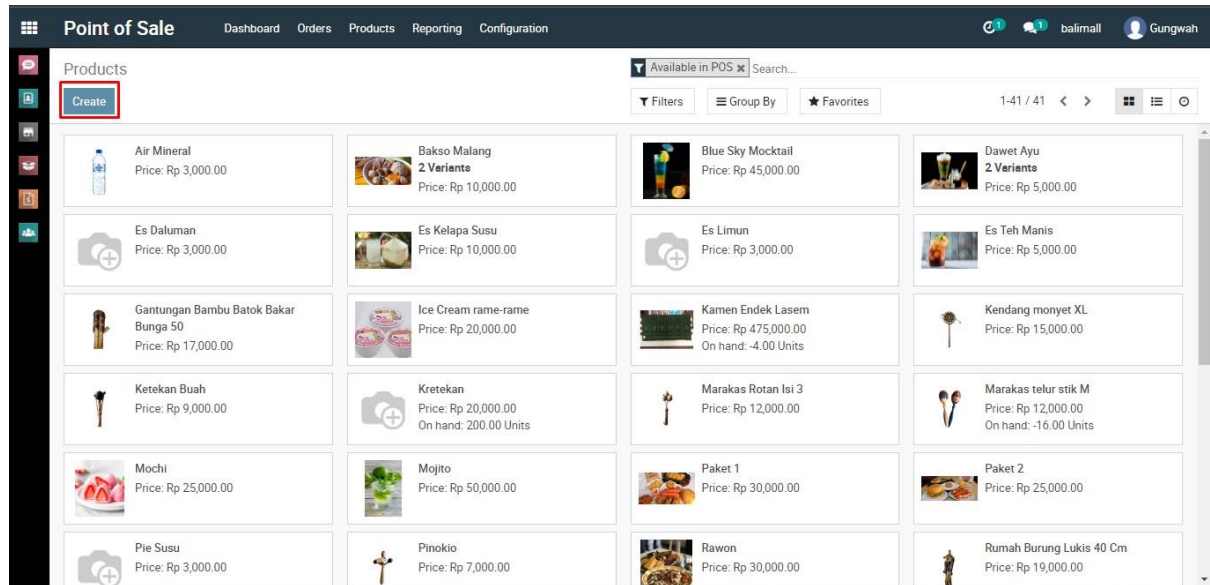 Point of Sale Dashboard Orders Products Reporting Configuration 1 1 balimall Gungwah
Products
Available in POS × Search...
Create
Filters Group By Favorites 1-41 / 41
Air Mineral
Price: Rp 3,000.00
Bakso Malang
2 Variants
Price: Rp 10,000.00
Blue Sky Mocktail
Price: Rp 45,000.00
Dawet Ayu
2 Variants
Price: Rp 5,000.00
Es Daluman
Price: Rp 3,000.00
Es Kelapa Susu
Price: Rp 10,000.00
Es Limun
Price: Rp 3,000.00
Es Teh Manis
Price: Rp 5,000.00
Gantungan Bambu Batok Bakar
Bunga 50
Price: Rp 17,000.00
Ice Cream rame-rame
Price: Rp 20,000.00
Kamen Endek Lasem
Price: Rp 475,000.00
On hand: -4.00 Units
Kendang monyet XL
Price: Rp 15,000.00
Ketekan Buah
Price: Rp 9,000.00
Kretekan
Price: Rp 20,000.00
On hand: 200.00 Units
Marakas Rotan Isi 3
Price: Rp 12,000.00
Marakas telur stik M
Price: Rp 12,000.00
On hand: -16.00 Units
Mochi
Price: Rp 25,000.00
Mojito
Price: Rp 50,000.00
Paket 1
Price: Rp 30,000.00
Paket 2
Price: Rp 25,000.00
Pie Susu
Price: Rp 3,000.00
Pinokio
Price: Rp 7,000.00
Rawon
Price: Rp 30,000.00
Rumah Burung Lukis 40 Cm
Price: Rp 19,000.00